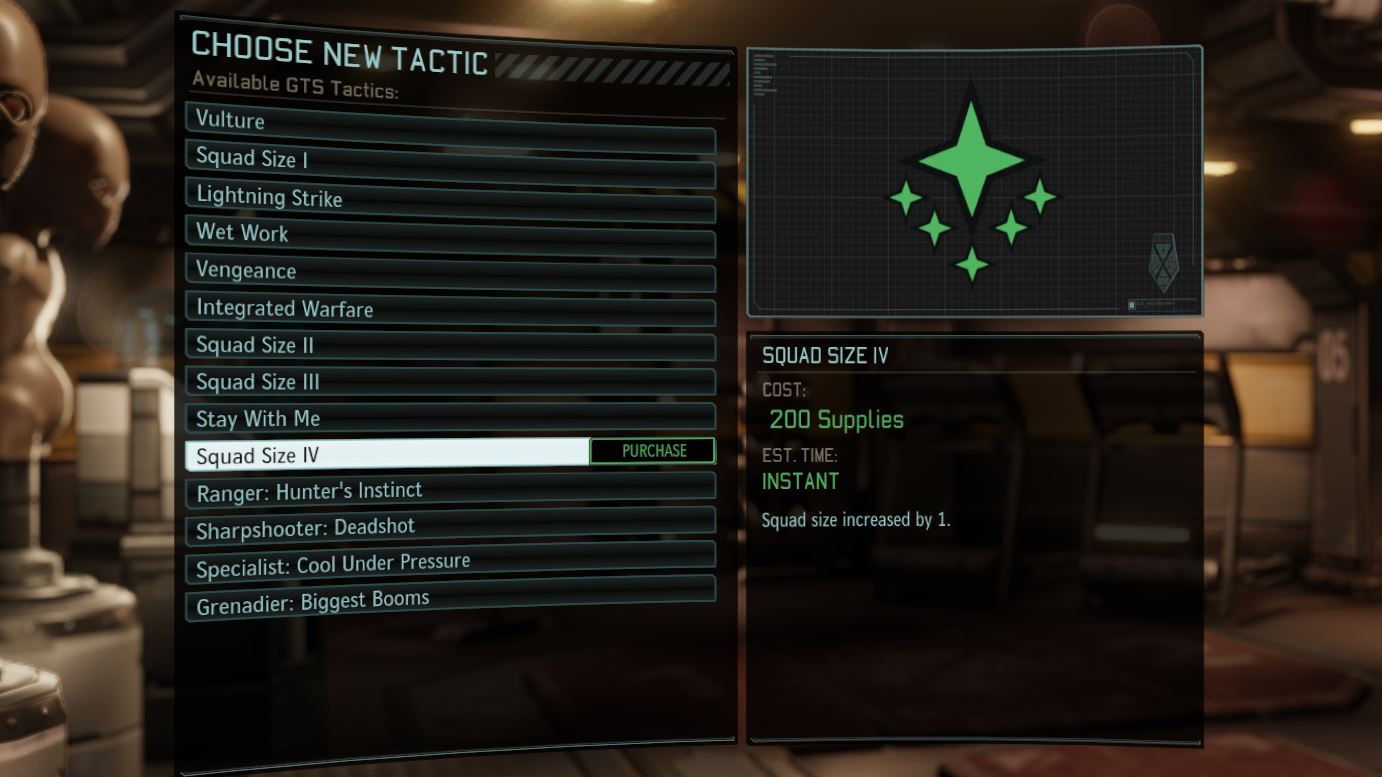 CHOOSE NEW TACTIC
Available GTS Tactics:
Vulture
Squad Size I
Lightning Strike
Wet Work
Vengeance
Integrated Warfare
Squad Size II
Squad Size III
Stay With Me
Squad Size IV
PURCHASE
Ranger: Hunter's Instinct
Sharpshooter: Deadshot
Specialist: Cool Under Pressure
Grenadier: Biggest Booms
SQUAD SIZE IV
COST:
200 Supplies
EST. TIME:
INSTANT
Squad size increased by 1.
05